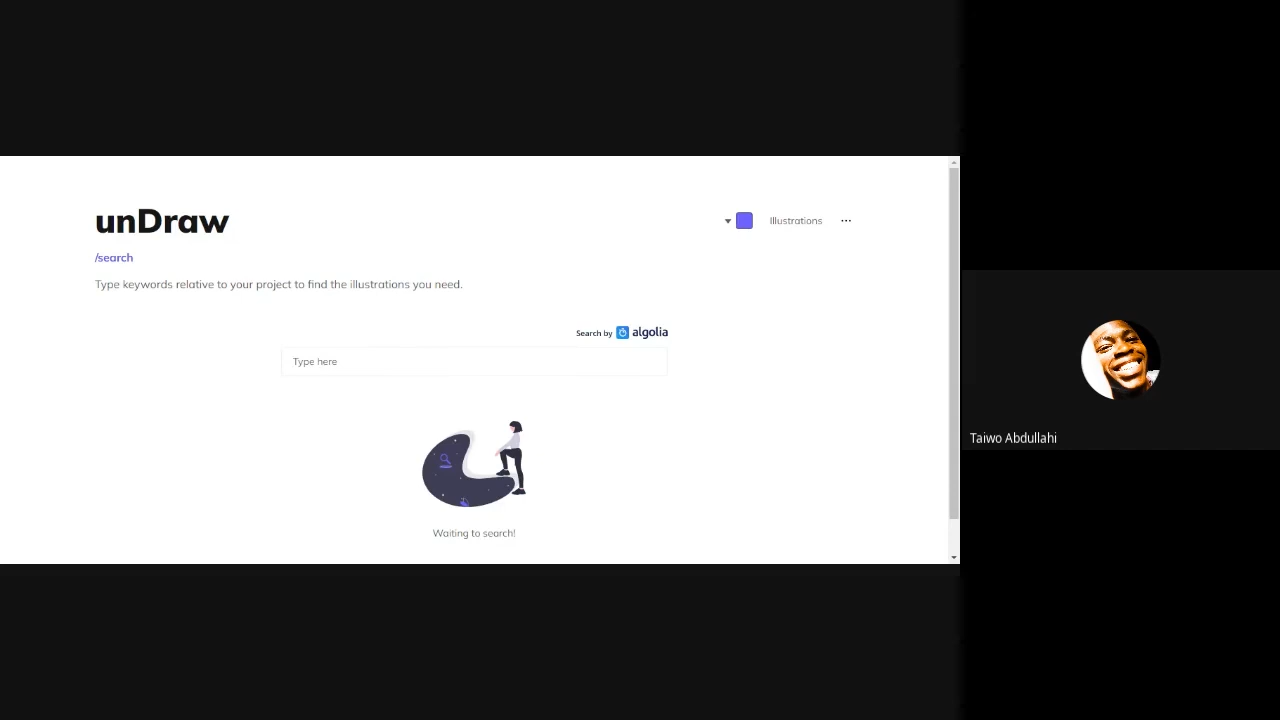 unDraw
Illustrations
/search
Type keywords relative to your project to find the illustrations you need.
Search by algolia
Type here
Waiting to search!
Taiwo Abdullahi